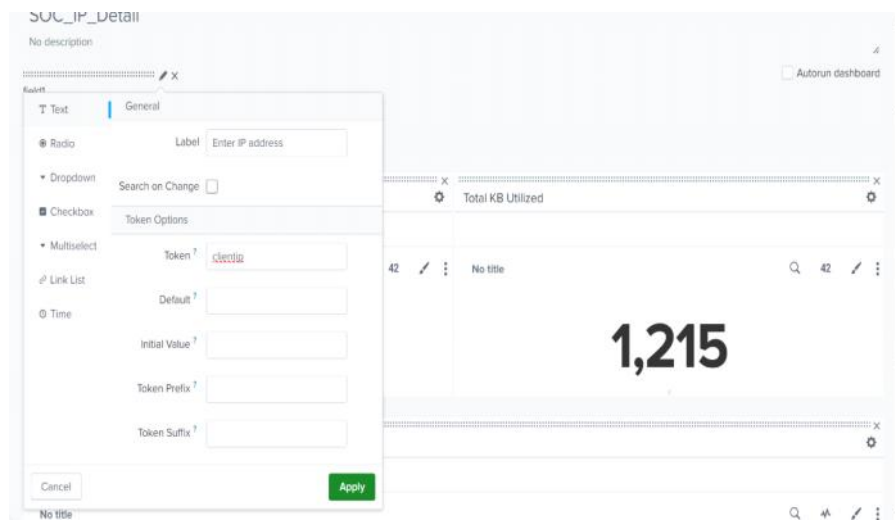 SOC_IP_Detail
No description
Autorun dashboard
field1
T Text
General
Radio
Label
Enter IP address
Dropdown
Search on Change
Total KB Utilized
Checkbox
Token Options
Multiselect
Token ?
clientip
42
No title
42
Link List
Default ?
Time
Initial Value ?
1,215
Token Prefix ?
Token Suffix ?
Cancel
Apply
No title